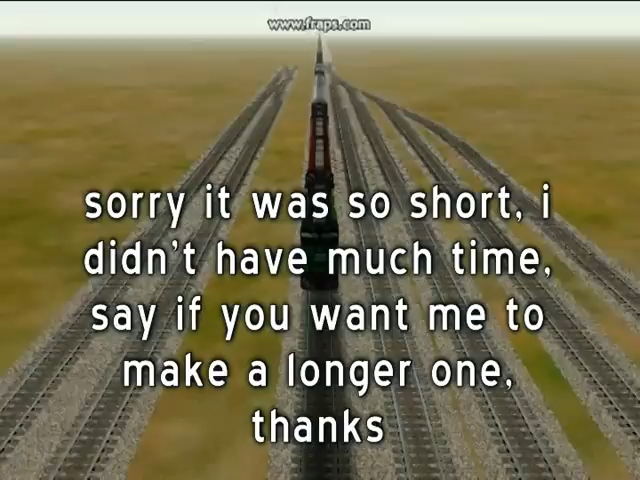 www.fraps.com
sorry it was so short, i
didn't have much time,
say if you want me to
make a longer one,
thanks